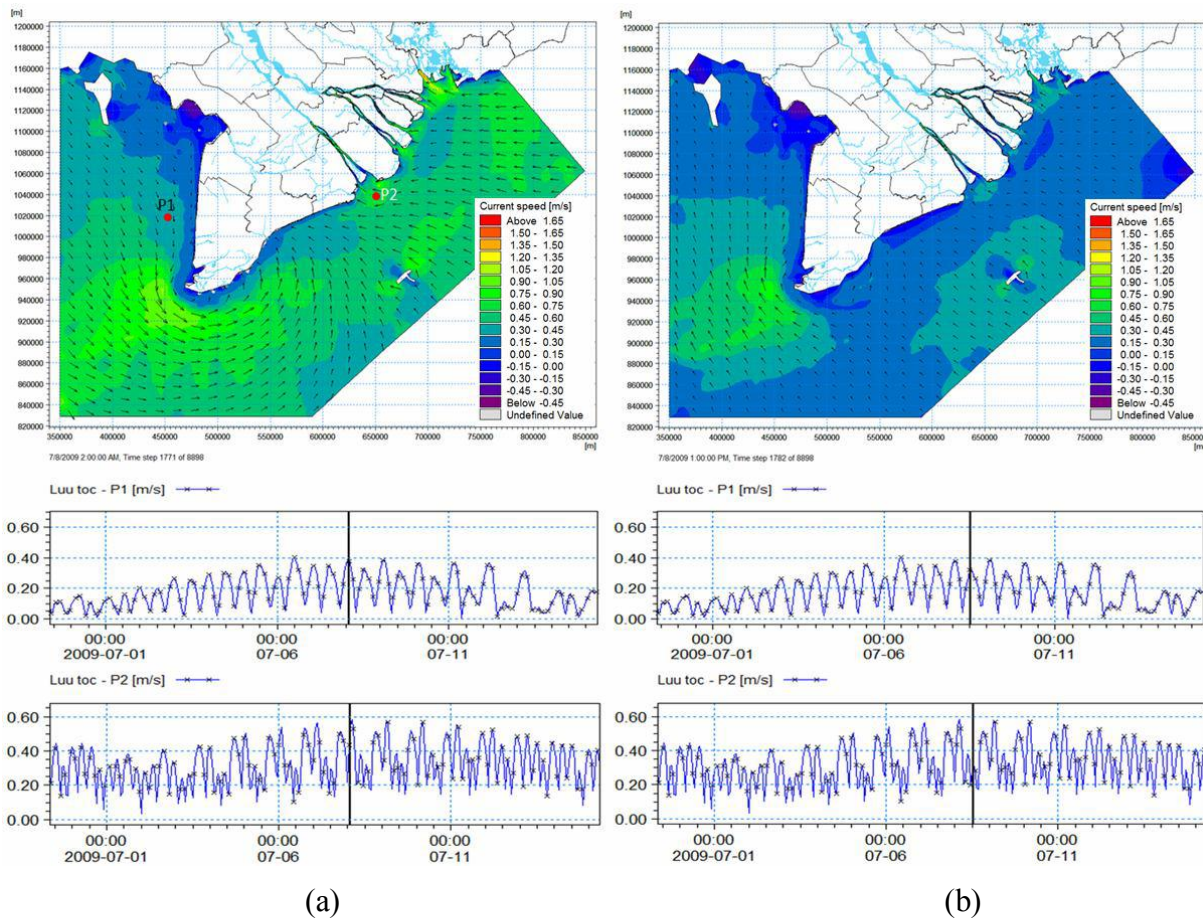 [m]
1200000
1180000
1160000
1140000
1120000
1100000
1080000
1060000
1040000
1020000
1000000
980000
960000
940000
920000
900000
880000
860000
840000
820000
P1
P2
Current speed [m/s]
Above 1.65
1.50 - 1.65
1.35 - 1.50
1.20 - 1.35
1.05 - 1.20
0.90 - 1.05
0.75 - 0.90
0.60 - 0.75
0.45 - 0.60
0.30 - 0.45
0.15 - 0.30
0.00 - 0.15
-0.15 - 0.00
-0.30 - -0.15
-0.45 - -0.30
Below -0.45
Undefined Value
350000 400000 450000 500000 550000 600000 650000 700000 750000 800000 850000
[m]
7/8/2009 2:00:00 AM, Time step 1771 of 8898
[m]
1200000
1180000
1160000
1140000
1120000
1100000
1080000
1060000
1040000
1020000
1000000
980000
960000
940000
920000
900000
880000
860000
840000
820000
Current speed [m/s]
Above 1.65
1.50 - 1.65
1.35 - 1.50
1.20 - 1.35
1.05 - 1.20
0.90 - 1.05
0.75 - 0.90
0.60 - 0.75
0.45 - 0.60
0.30 - 0.45
0.15 - 0.30
0.00 - 0.15
-0.15 - 0.00
-0.30 - -0.15
-0.45 - -0.30
Below -0.45
Undefined Value
350000 400000 450000 500000 550000 600000 650000 700000 750000 800000
[m]
7/8/2009 1:00:00 PM, Time step 1782 of 8898
Luu toc - P1 [m/s]
0.60
0.40
0.20
0.00
00:00 00:00 00:00
2009-07-01 07-06 07-11
Luu toc - P1 [m/s]
0.60
0.40
0.20
0.00
00:00 00:00 00:00
2009-07-01 07-06 07-11
Luu toc - P2 [m/s]
0.60
0.40
0.20
0.00
00:00 00:00 00:00
2009-07-01 07-06 07-11
Luu toc - P2 [m/s]
0.60
0.40
0.20
0.00
00:00 00:00 00:00
2009-07-01 07-06 07-11
(a) (b)